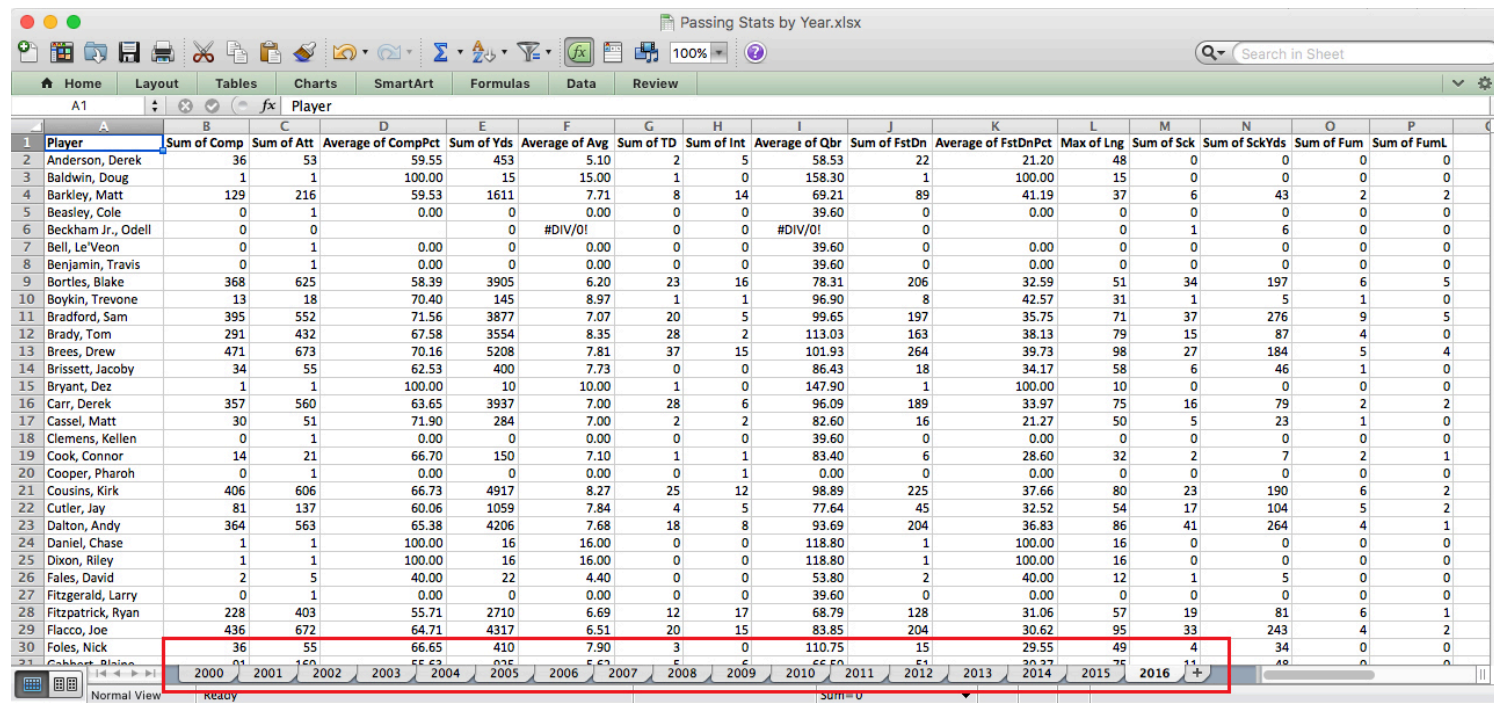 Passing Stats by Year.xlsx
100% Search in Sheet
Home Layout Tables Charts SmartArt Formulas Data Review
A1 fx Player
A B C D E F G H I J K L M N O P
1 Player Sum of Comp Sum of Att Average of CompPct Sum of Yds Average of Avg Sum of TD Sum of Int Average of Qbr Sum of FstDn Average of FstDnPct Max of Lng Sum of Sck Sum of SckYds Sum of Fum Sum of FumL
2 Anderson, Derek 36 53 59.55 453 5.10 2 5 58.53 22 21.20 48 0 0 0 0
3 Baldwin, Doug 1 1 100.00 15 15.00 1 0 158.30 1 100.00 15 0 0 0 0
4 Barkley, Matt 129 216 59.53 1611 7.71 8 14 69.21 89 41.19 37 6 43 2 2
5 Beasley, Cole 0 1 0.00 0 0.00 0 0 39.60 0 0.00 0 0 0 0 0
6 Beckham Jr., Odell 0 0 0 #DIV/0! 0 0 #DIV/0! 0 0 1 6 0 0
7 Bell, Le'Veon 0 1 0.00 0 0.00 0 0 39.60 0 0.00 0 0 0 0 0
8 Benjamin, Travis 0 1 0.00 0 0.00 0 0 39.60 0 0.00 0 0 0 0 0
9 Bortles, Blake 368 625 58.39 3905 6.20 23 16 78.31 206 32.59 51 34 197 6 5
10 Boykin, Trevone 13 18 70.40 145 8.97 1 1 96.90 8 42.57 31 1 5 1 0
11 Bradford, Sam 395 552 71.56 3877 7.07 20 5 99.65 197 35.75 71 37 276 9 5
12 Brady, Tom 291 432 67.58 3554 8.35 28 2 113.03 163 38.13 79 15 87 4 0
13 Brees, Drew 471 673 70.16 5208 7.81 37 15 101.93 264 39.73 98 27 184 5 4
14 Brissett, Jacoby 34 55 62.53 400 7.73 0 0 86.43 18 34.17 58 6 46 1 0
15 Bryant, Dez 1 1 100.00 10 10.00 1 0 147.90 1 100.00 10 0 0 0 0
16 Carr, Derek 357 560 63.65 3937 7.00 28 6 96.09 189 33.97 75 16 79 2 2
17 Cassel, Matt 30 51 71.90 284 7.00 2 2 82.60 16 21.27 50 5 23 1 0
18 Clemens, Kellen 0 1 0.00 0 0.00 0 0 39.60 0 0.00 0 0 0 0 0
19 Cook, Connor 14 21 66.70 150 7.10 1 1 83.40 6 28.60 32 2 7 2 1
20 Cooper, Pharoh 0 1 0.00 0 0.00 0 1 0.00 0 0.00 0 0 0 0 0
21 Cousins, Kirk 406 606 66.73 4917 8.27 25 12 98.89 225 37.66 80 23 190 6 2
22 Cutler, Jay 81 137 60.06 1059 7.84 4 5 77.64 45 32.52 54 17 104 5 2
23 Dalton, Andy 364 563 65.38 4206 7.68 18 8 93.69 204 36.83 86 41 264 4 1
24 Daniel, Chase 1 1 100.00 16 16.00 0 0 118.80 1 100.00 16 0 0 0 0
25 Dixon, Riley 1 1 100.00 16 16.00 0 0 118.80 1 100.00 16 0 0 0 0
26 Fales, David 2 5 40.00 22 4.40 0 0 53.80 2 40.00 12 1 5 0 0
27 Fitzgerald, Larry 0 1 0.00 0 0.00 0 0 39.60 0 0.00 0 0 0 0 0
28 Fitzpatrick, Ryan 228 403 55.71 2710 6.69 12 17 68.79 128 31.06 57 19 81 6 1
29 Flacco, Joe 436 672 64.71 4317 6.51 20 15 83.85 204 30.62 95 33 243 4 2
30 Foles, Nick 36 55 66.65 410 7.90 3 0 110.75 15 29.55 49 4 34 0 0
2000 2001 2002 2003 2004 2005 2006 2007 2008 2009 2010 2011 2012 2013 2014 2015 2016
Normal View Ready Sum=0